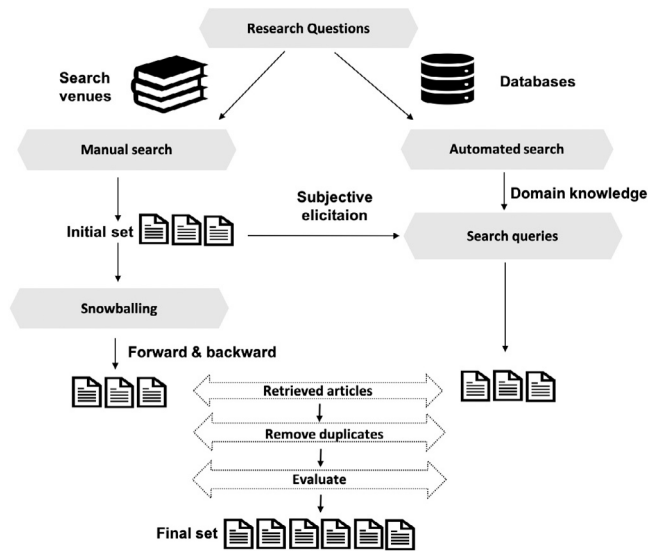 Research Questions
Search
venues
Databases
Manual search
Automated search
Subjective
elicitaion
Domain knowledge
Initial set
Search queries
Snowballing
Forward & backward
Retrieved articles
Remove duplicates
Evaluate
Final set